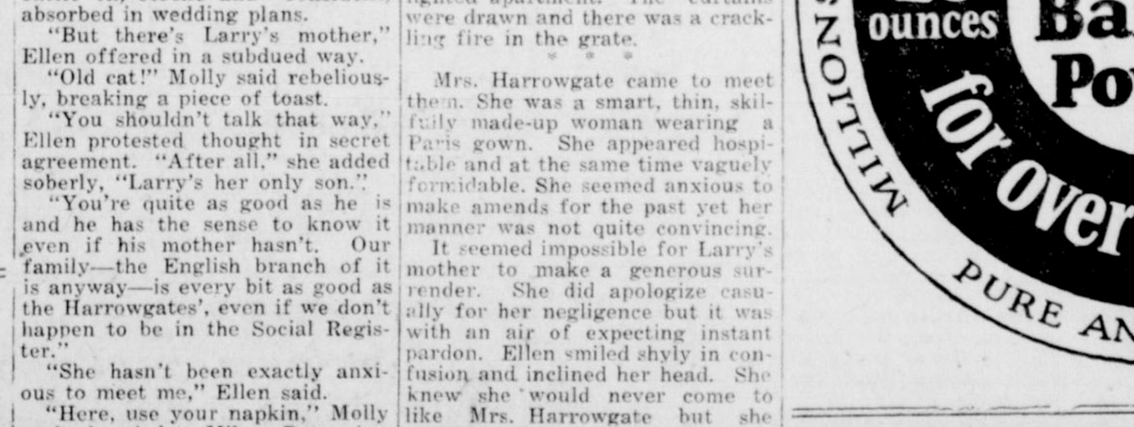 absorbed in wedding plans.
"But there's Larry's mother,"
Ellen offered in a subdued way.
"Old cat!" Molly said rebelious-
ly, breaking a piece of toast.
"You shouldn't talk that way,"
Ellen protested thought in secret
agreement. "After all," she added
soberly, "Larry's her only son."
"You're quite as good as he is
and he has the sense to know it
even if his mother hasn't. Our
family—the English branch of it
is anyway—is every bit as good as
the Harrowgates', even if we don't
happen to be in the Social Regis-
ter."
"She hasn't been exactly anxi-
ous to meet me," Ellen said.
"Here, use your napkin," Molly
were drawn and there was a crack-
ling fire in the grate.
* * *
Mrs. Harrowgate came to meet
them. She was a smart, thin, skil-
fully made-up woman wearing a
Paris gown. She appeared hospi-
table and at the same time vaguely
formidable. She seemed anxious to
make amends for the past yet her
manner was not quite convincing.
It seemed impossible for Larry's
mother to make a generous sur-
render. She did apologize casu-
ally for her negligence but it was
with an air of expecting instant
pardon. Ellen smiled shyly in con-
fusion and inclined her head. She
knew she would never come to
like Mrs. Harrowgate but she
ounces
Ba
Po
for over
MILLIONS
PURE AN